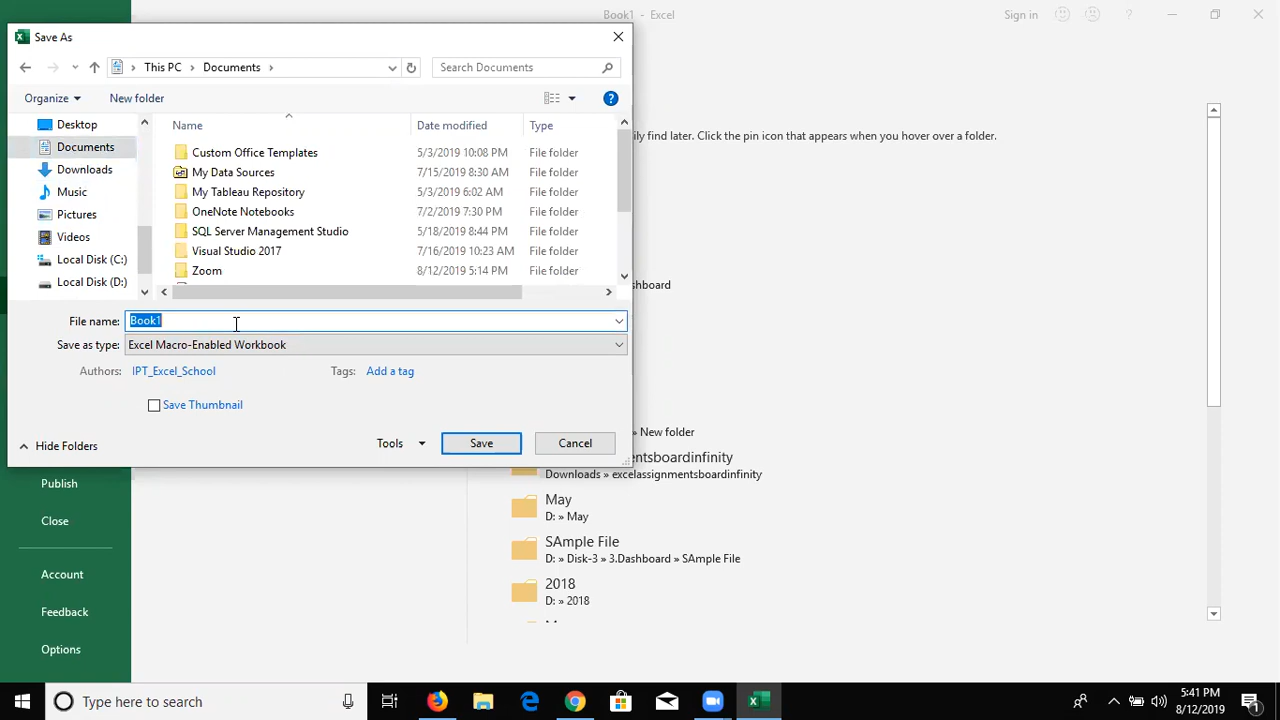 Book1 - Excel
Sign in
?
Save As
This PC
Documents
Search Documents
Organize
New folder
?
Name
Date modified
Type
Desktop
Documents
Downloads
Music
Pictures
Videos
Local Disk (C:)
Local Disk (D:)
Custom Office Templates 5/3/2019 10:08 PM File folder
My Data Sources 7/15/2019 8:30 AM File folder
My Tableau Repository 5/3/2019 6:02 AM File folder
OneNote Notebooks 7/2/2019 7:30 PM File folder
SQL Server Management Studio 5/18/2019 8:44 PM File folder
Visual Studio 2017 7/16/2019 10:23 AM File folder
Zoom 8/12/2019 5:14 PM File folder
File name: Book1
Save as type: Excel Macro-Enabled Workbook
Authors: IPT_Excel_School
Tags: Add a tag
Save Thumbnail
Hide Folders
Tools
Save
Cancel
ily find later. Click the pin icon that appears when you hover over a folder.
shboard
» New folder
mentsboardinfinity
Downloads » excelassignmentsboardinfinity
May
D: » May
SAmple File
D: » Disk-3 » 3.Dashboard » SAmple File
2018
D: » 2018
Publish
Close
Account
Feedback
Options
Type here to search
5:41 PM
8/12/2019
1